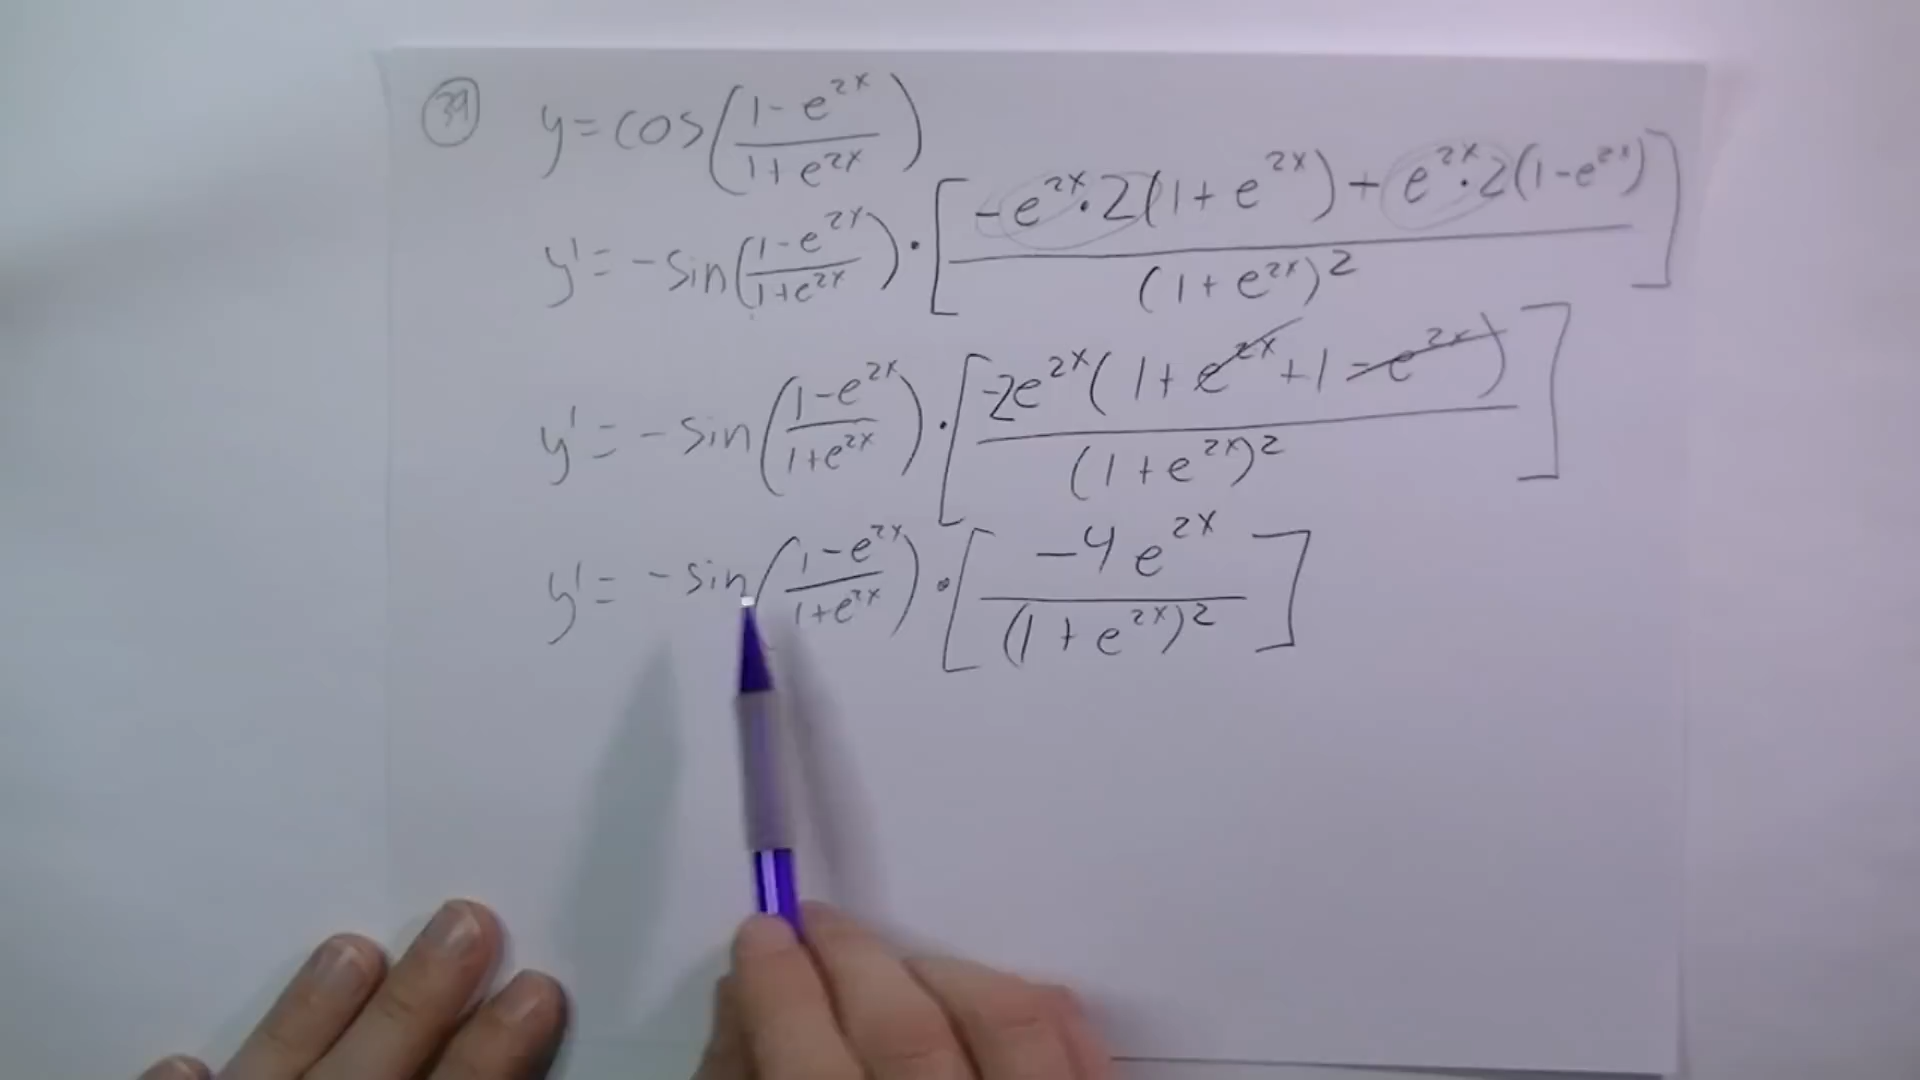 39 y = cos((1 - e^{2x})/(1 + e^{2x}))
y' = -sin((1 - e^{2x})/(1 + e^{2x})) · [(-e^{2x}·2(1 + e^{2x}) + e^{2x}·2(1 - e^{2x}))/(1 + e^{2x})^2]
y' = -sin((1 - e^{2x})/(1 + e^{2x})) · [-2e^{2x}(1 + e^{2x} + 1 - e^{2x})/(1 + e^{2x})^2]
y' = -sin((1 - e^{2x})/(1 + e^{2x})) · [-4e^{2x}/(1 + e^{2x})^2]